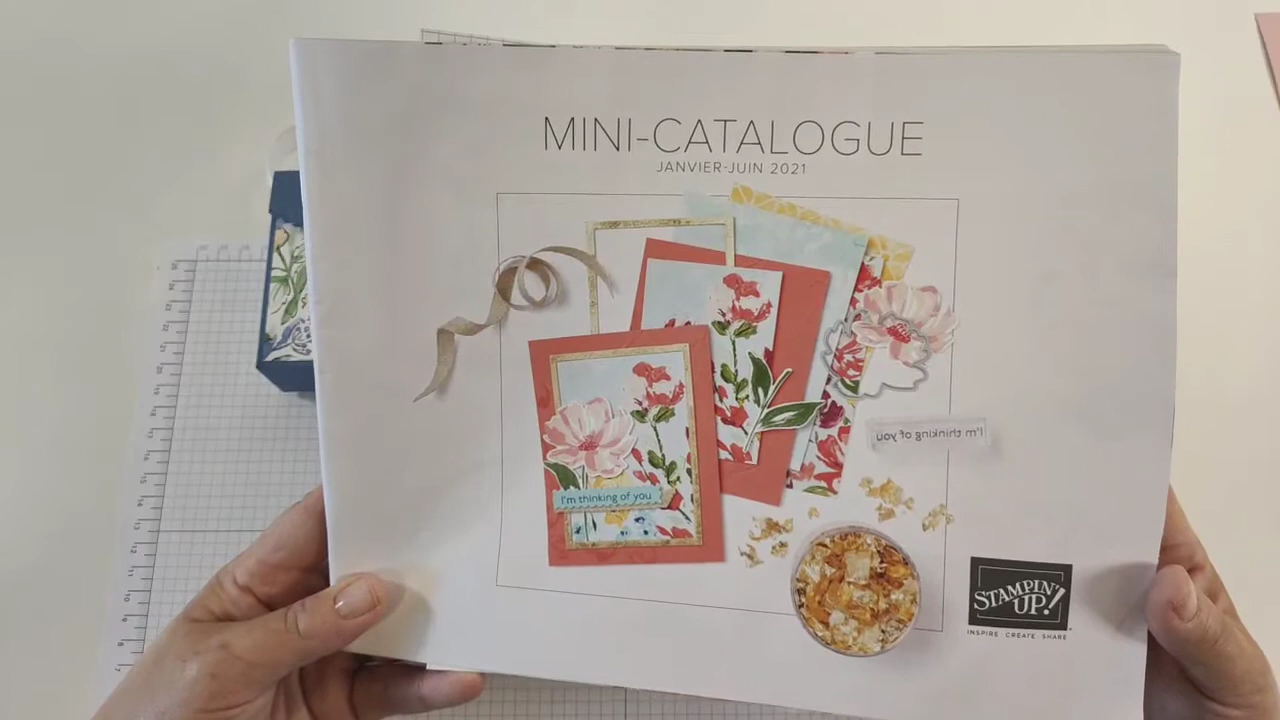 MINI-CATALOGUE
JANVIER-JUIN 2021
I'm thinking of you
I'm thinking of you
STAMPIN'
UP!
INSPIRE · CREATE · SHARE